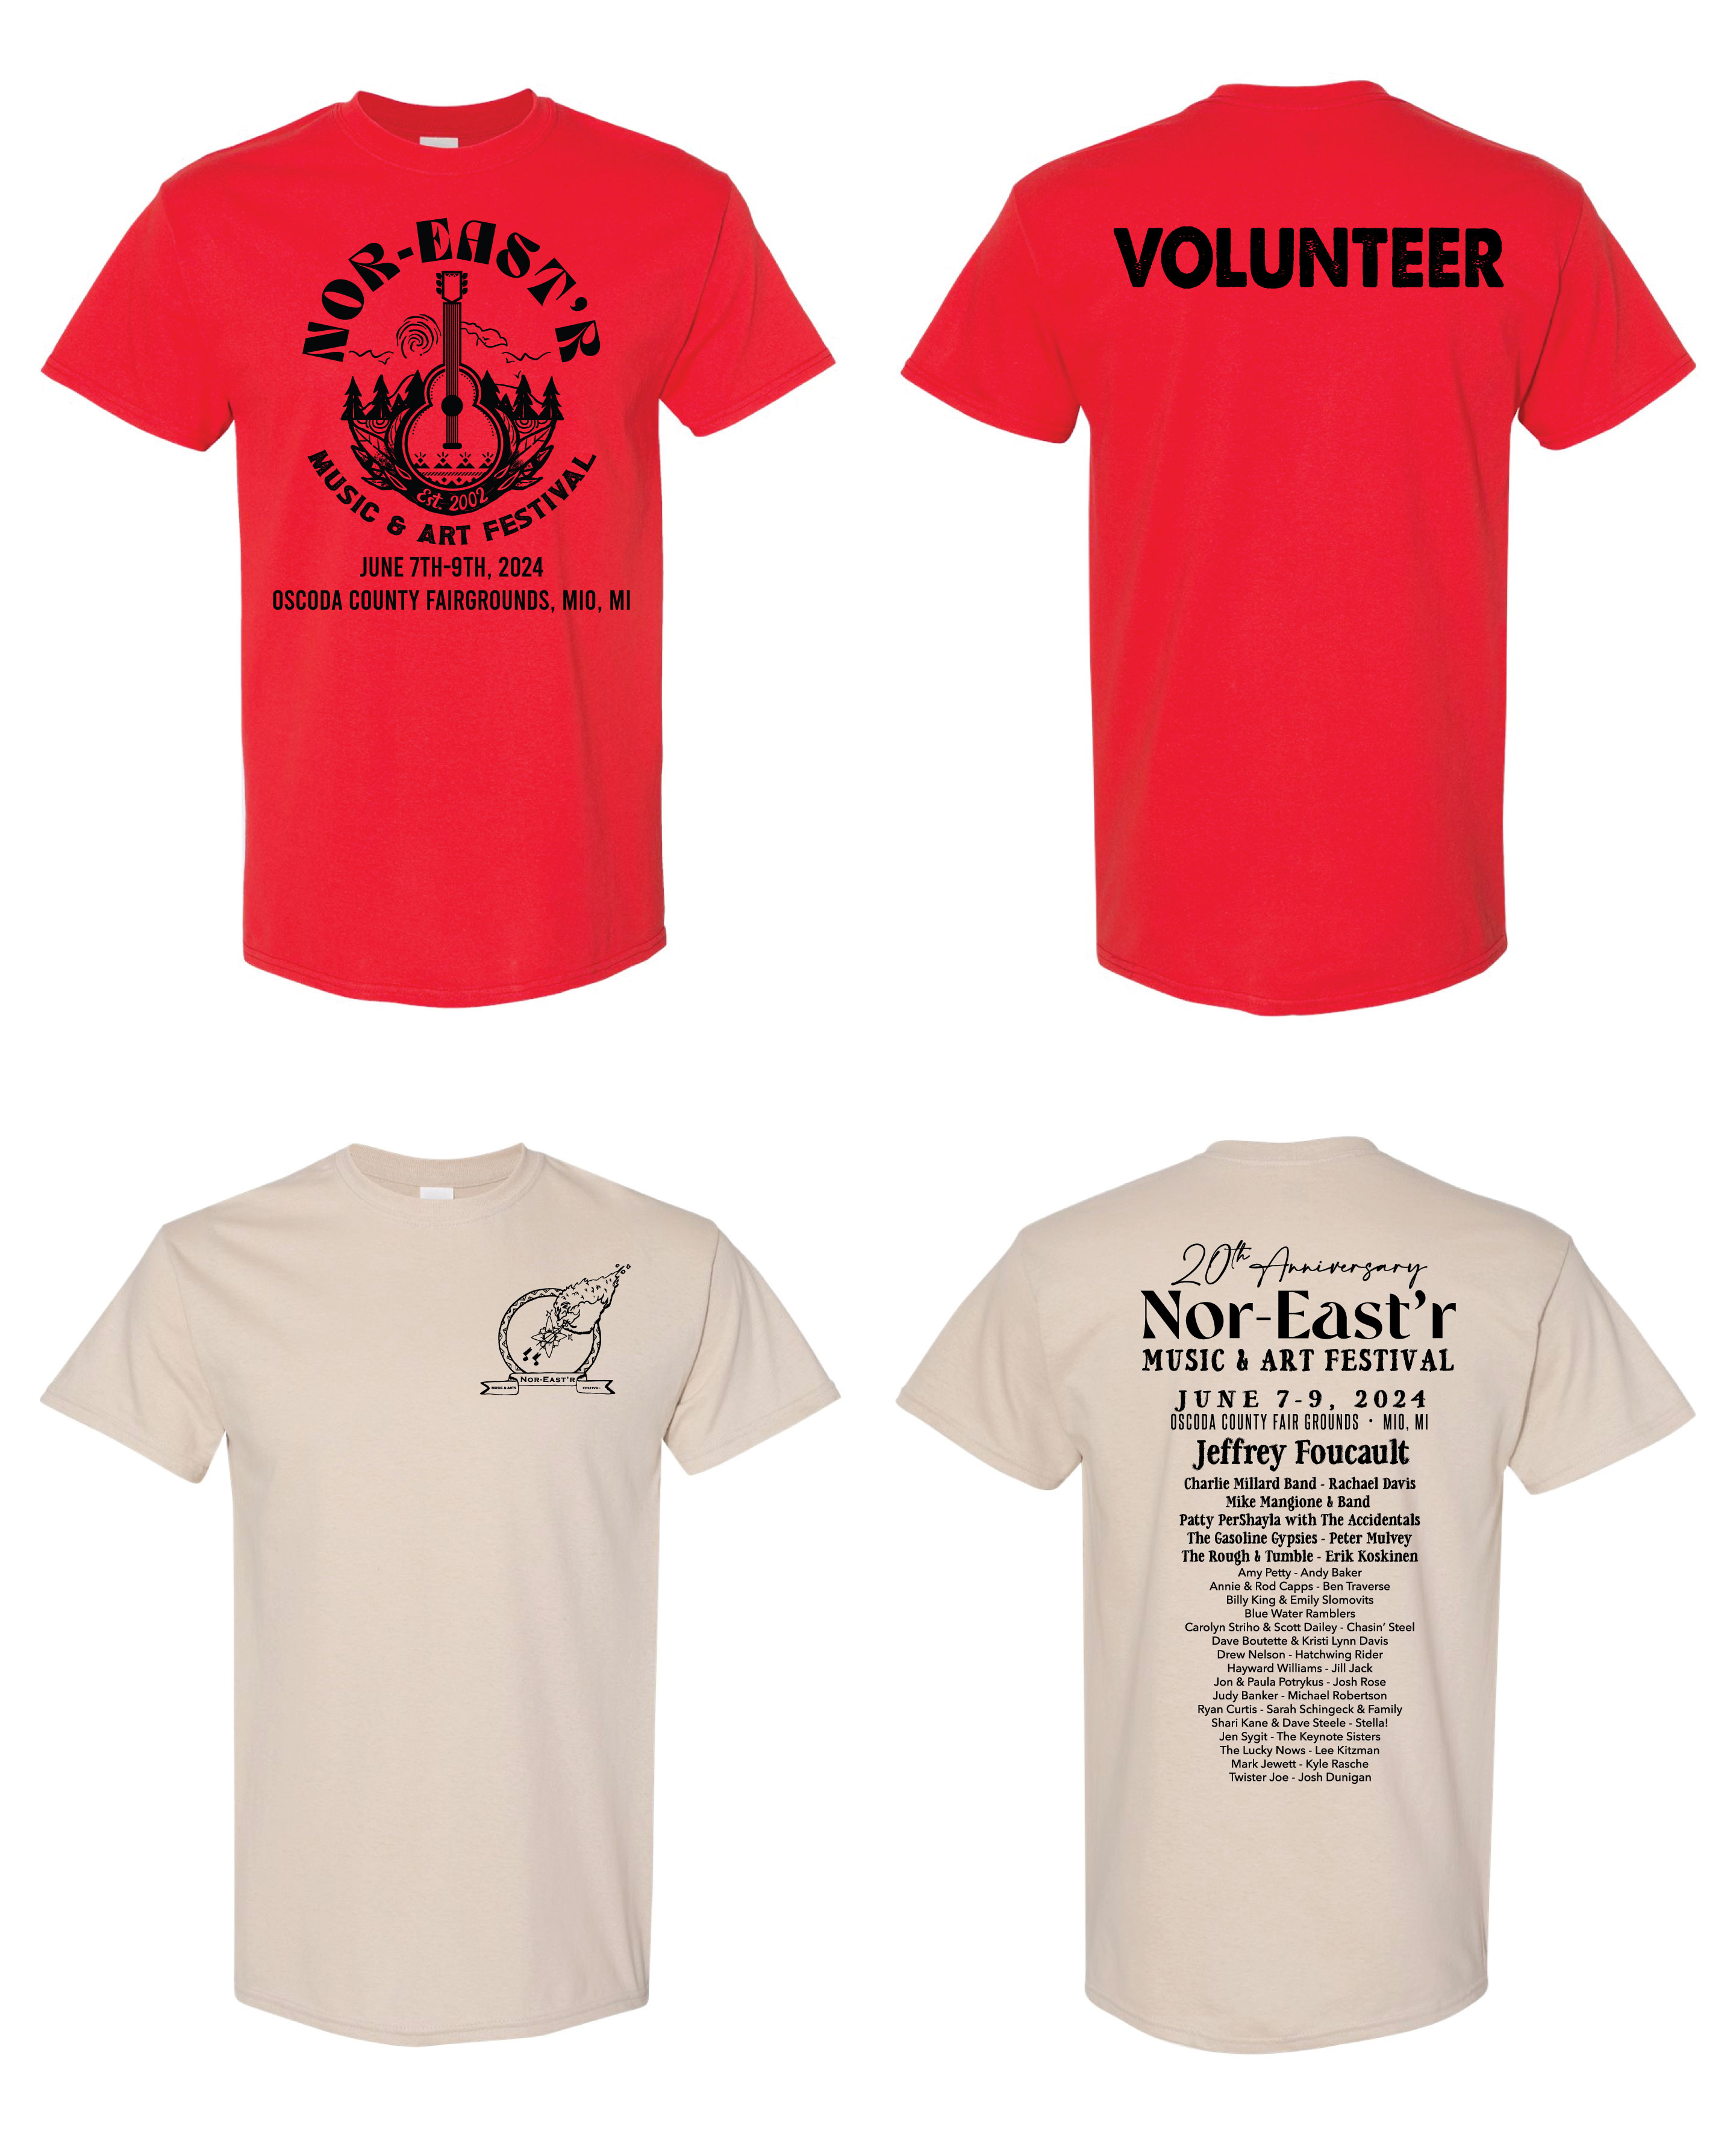 NOR-EAST'R
Est. 2002
MUSIC & ART FESTIVAL
JUNE 7TH-9TH, 2024
OSCODA COUNTY FAIRGROUNDS, MIO, MI
VOLUNTEER
NOR-EAST'R
MUSIC & ARTS
FESTIVAL
20th Anniversary
Nor-East'r
MUSIC & ART FESTIVAL
JUNE 7-9, 2024
OSCODA COUNTY FAIR GROUNDS • MIO, MI
Jeffrey Foucault
Charlie Millard Band - Rachael Davis
Mike Mangione & Band
Patty PerShayla with The Accidentals
The Gasoline Gypsies - Peter Mulvey
The Rough & Tumble - Erik Koskinen
Amy Petty - Andy Baker
Annie & Rod Capps - Ben Traverse
Billy King & Emily Slomovits
Blue Water Ramblers
Carolyn Striho & Scott Dailey - Chasin' Steel
Dave Boutette & Kristi Lynn Davis
Drew Nelson - Hatchwing Rider
Hayward Williams - Jill Jack
Jon & Paula Potrykus - Josh Rose
Judy Banker - Michael Robertson
Ryan Curtis - Sarah Schingeck & Family
Shari Kane & Dave Steele - Stella!
Jen Sygit - The Keynote Sisters
The Lucky Nows - Lee Kitzman
Mark Jewett - Kyle Rasche
Twister Joe - Josh Dunigan